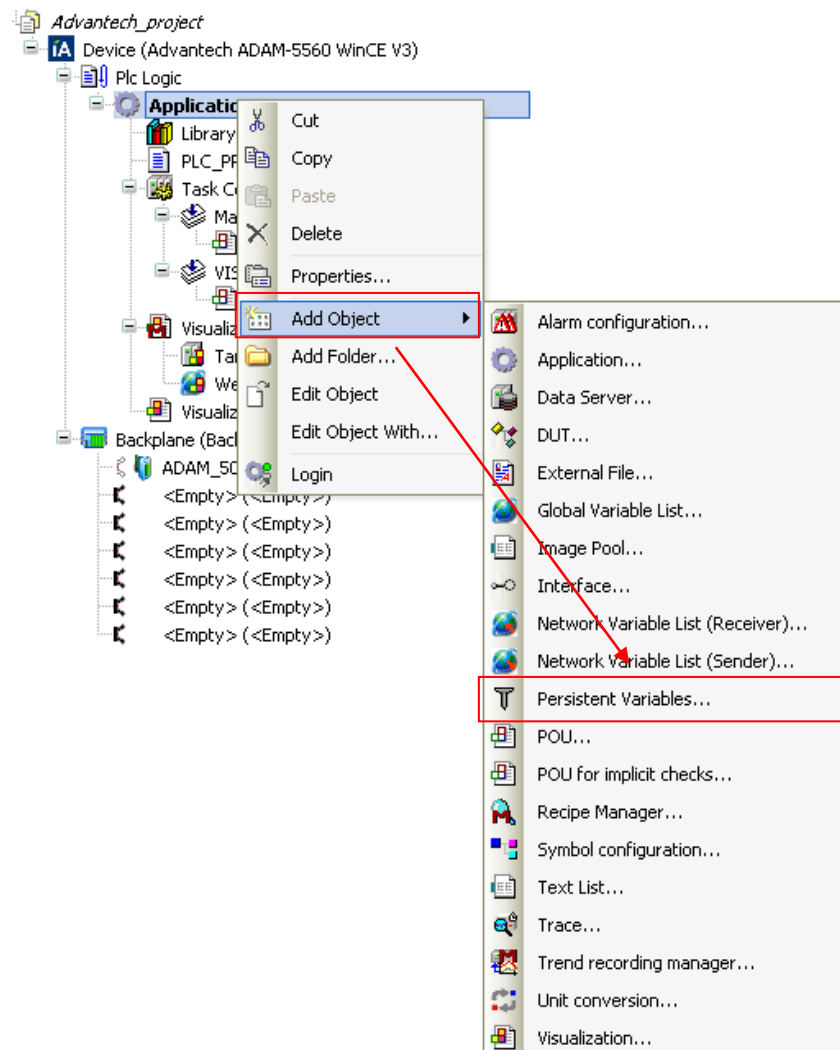 Advantech_project
Device (Advantech ADAM-5560 WinCE V3)
Plc Logic
Applicatio
Library
PLC_PR
Task Co
Ma
VIS
Visualiz
Tar
We
Visualiz
Backplane (Bac
ADAM_50
<Empty> (<Empty>)
<Empty> (<Empty>)
<Empty> (<Empty>)
<Empty> (<Empty>)
<Empty> (<Empty>)
<Empty> (<Empty>)
Cut
Copy
Paste
Delete
Properties...
Add Object
Add Folder...
Edit Object
Edit Object With...
Login
Alarm configuration...
Application...
Data Server...
DUT...
External File...
Global Variable List...
Image Pool...
Interface...
Network Variable List (Receiver)...
Network Variable List (Sender)...
Persistent Variables...
POU...
POU for implicit checks...
Recipe Manager...
Symbol configuration...
Text List...
Trace...
Trend recording manager...
Unit conversion...
Visualization...